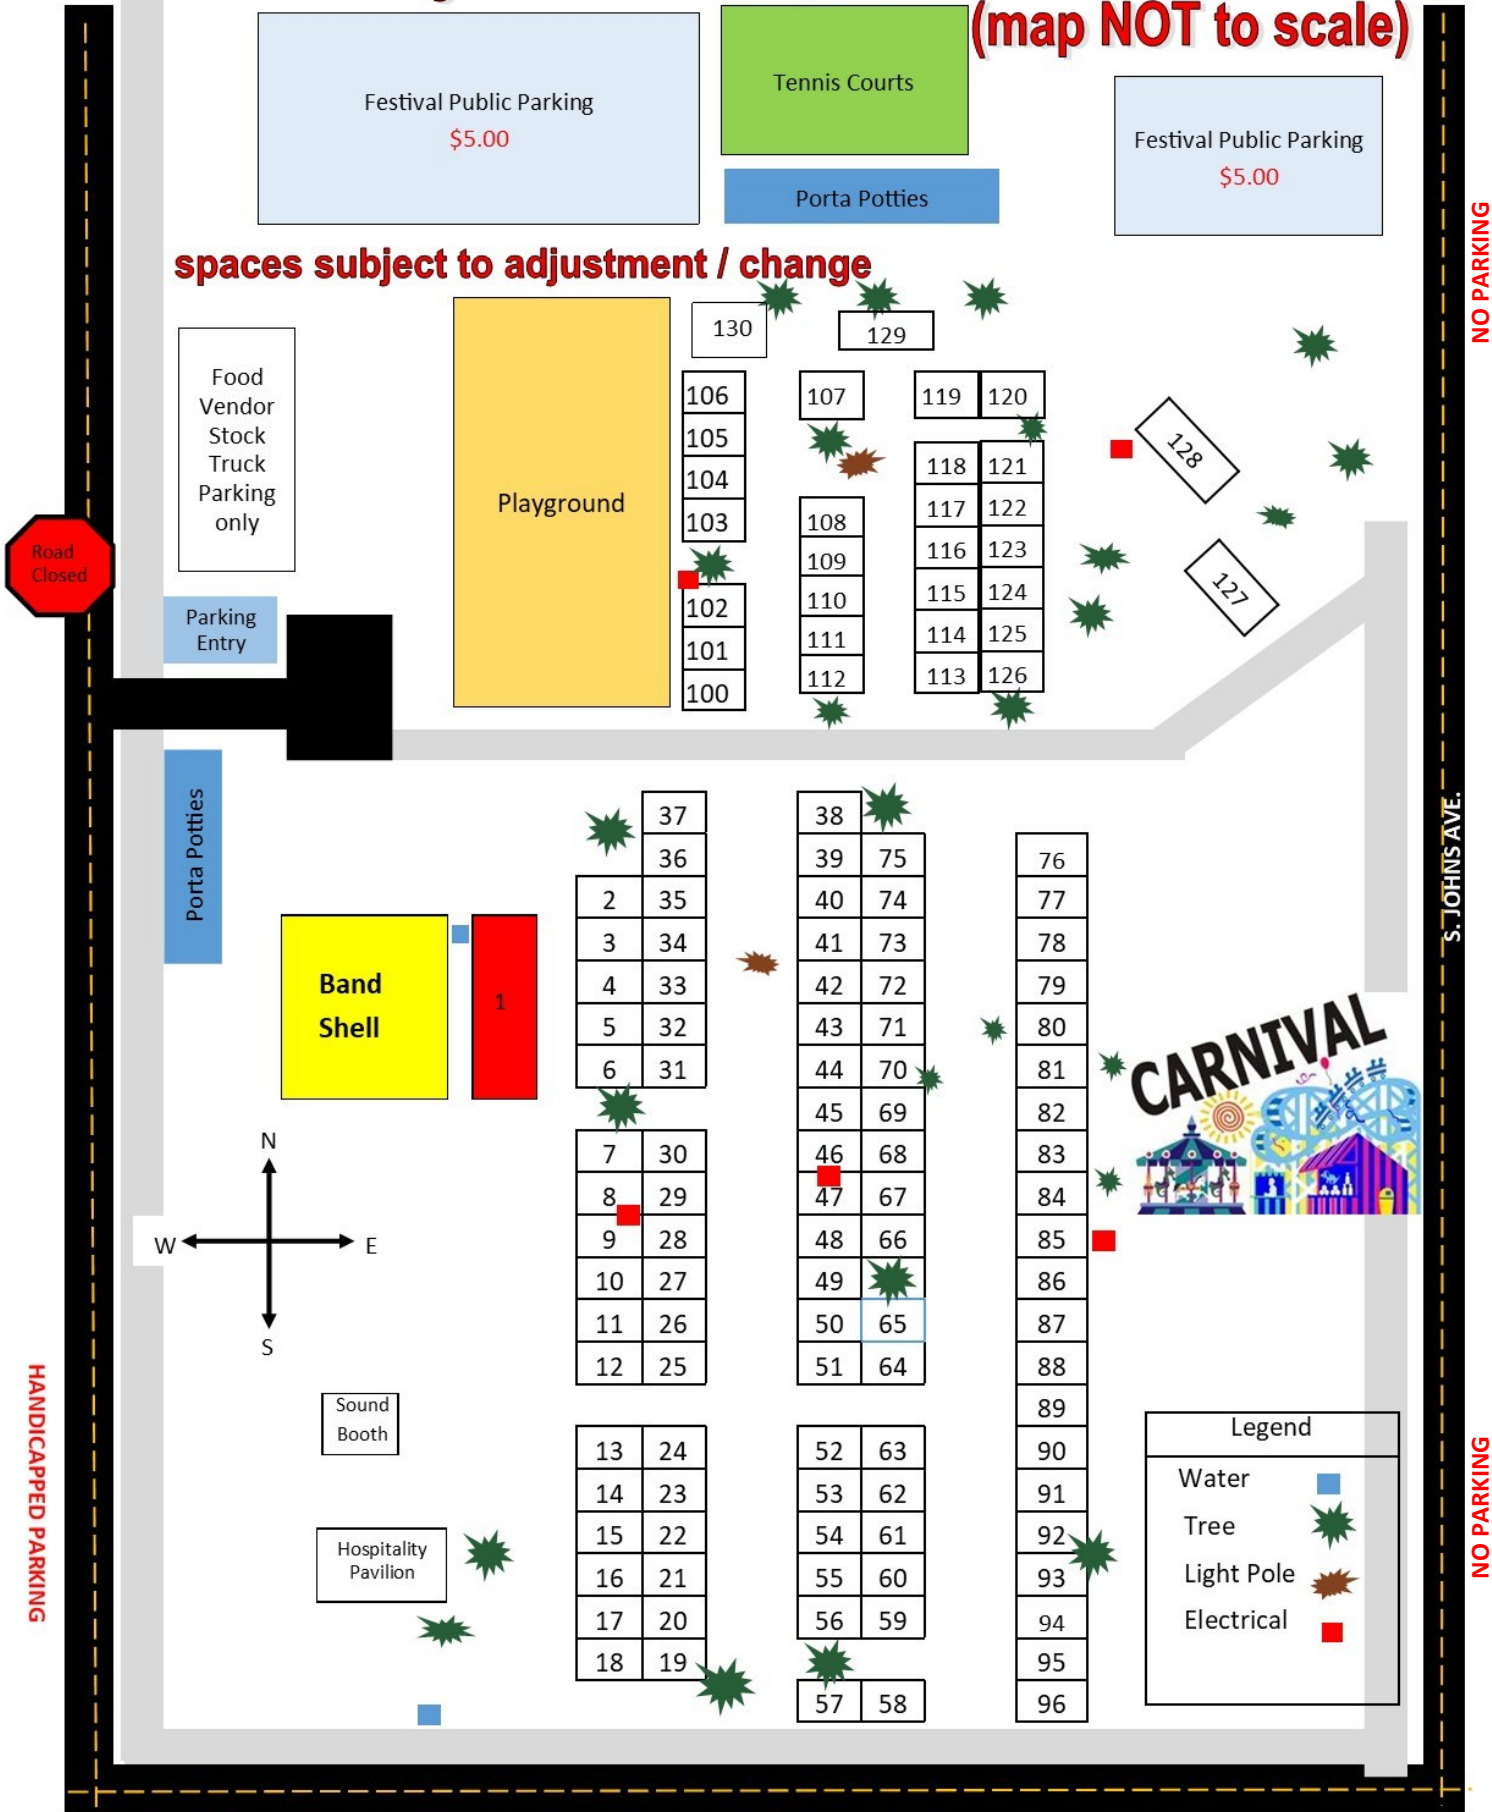 (map NOT to scale)
Festival Public Parking
$5.00
Tennis Courts
Porta Potties
Festival Public Parking
$5.00
NO PARKING
spaces subject to adjustment / change
Food
Vendor
Stock
Truck
Parking
only
Playground
130
129
106
105
104
103
102
101
100
107
108
109
110
111
112
119 120
118 121
117 122
116 123
115 124
114 125
113 126
128
127
Road
Closed
Parking
Entry
Porta Potties
S. JOHNS AVE.
Band
Shell
1
37
36
2 35
3 34
4 33
5 32
6 31
7 30
8 29
9 28
10 27
11 26
12 25
13 24
14 23
15 22
16 21
17 20
18 19
38
39 75
40 74
41 73
42 72
43 71
44 70
45 69
46 68
47 67
48 66
49
50 65
51 64
52 63
53 62
54 61
55 60
56 59
57 58
76
77
78
79
80
81
82
83
84
85
86
87
88
89
90
91
92
93
94
95
96
CARNIVAL
N
W E
S
Sound
Booth
Hospitality
Pavilion
HANDICAPPED PARKING
Legend
Water
Tree
Light Pole
Electrical
NO PARKING